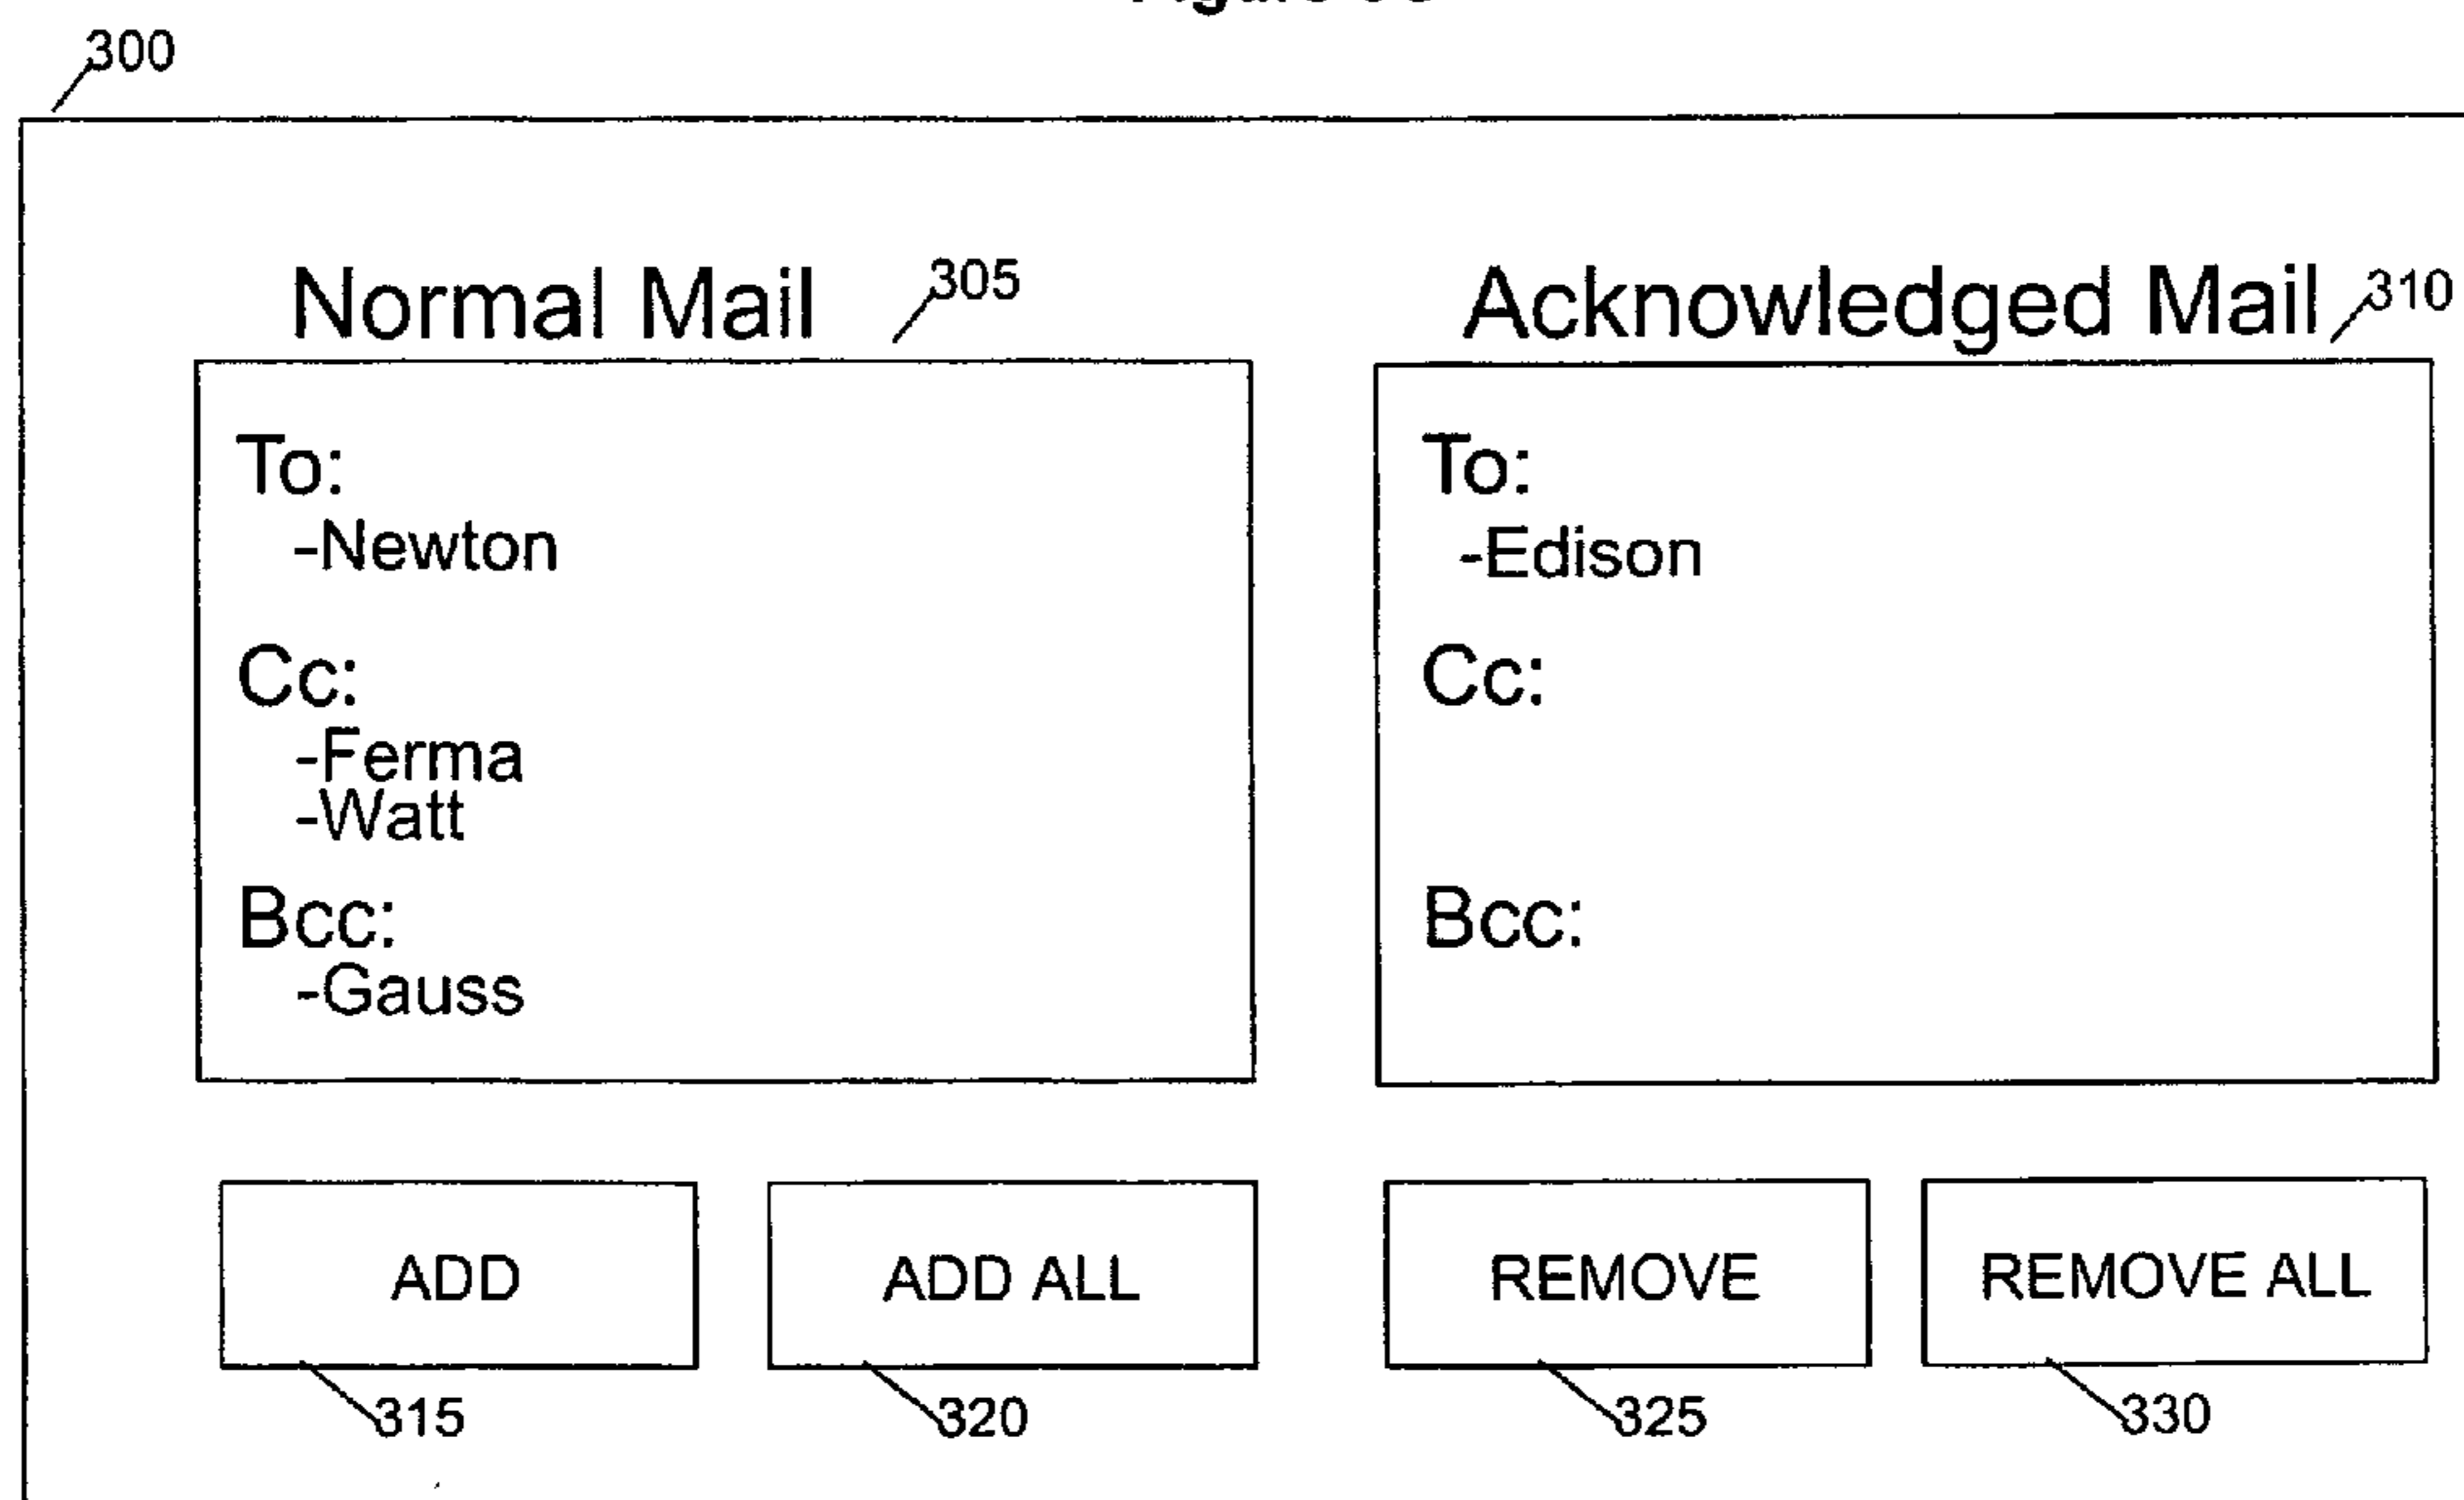 300
Normal Mail 305
Acknowledged Mail 310
To:
-Newton
Cc:
-Ferma
-Watt
Bcc:
-Gauss
To:
-Edison
Cc:
Bcc:
ADD
ADD ALL
REMOVE
REMOVE ALL
315
320
325
330